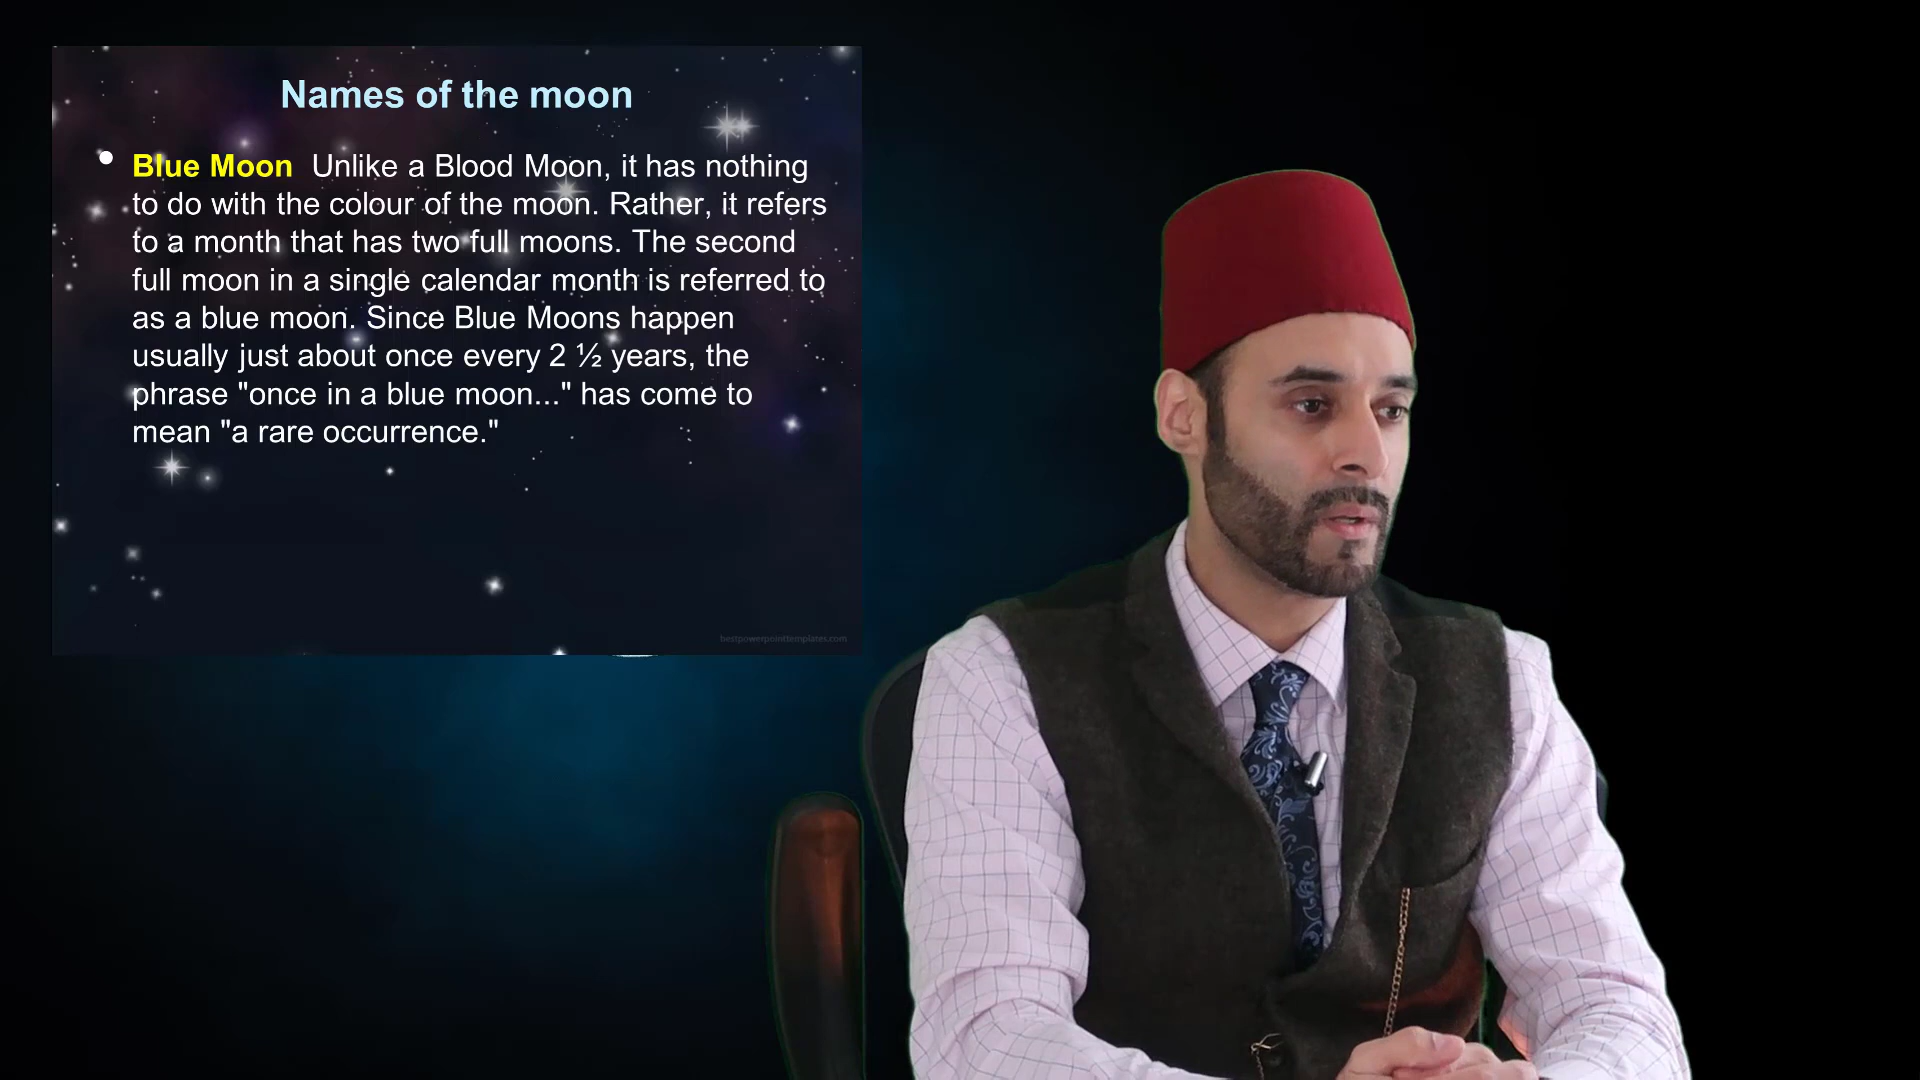 Names of the moon
• Blue Moon  Unlike a Blood Moon, it has nothing
to do with the colour of the moon. Rather, it refers
to a month that has two full moons. The second
full moon in a single calendar month is referred to
as a blue moon. Since Blue Moons happen
usually just about once every 2 ½ years, the
phrase "once in a blue moon..." has come to
mean "a rare occurrence."
bestpowerpointtemplates.com